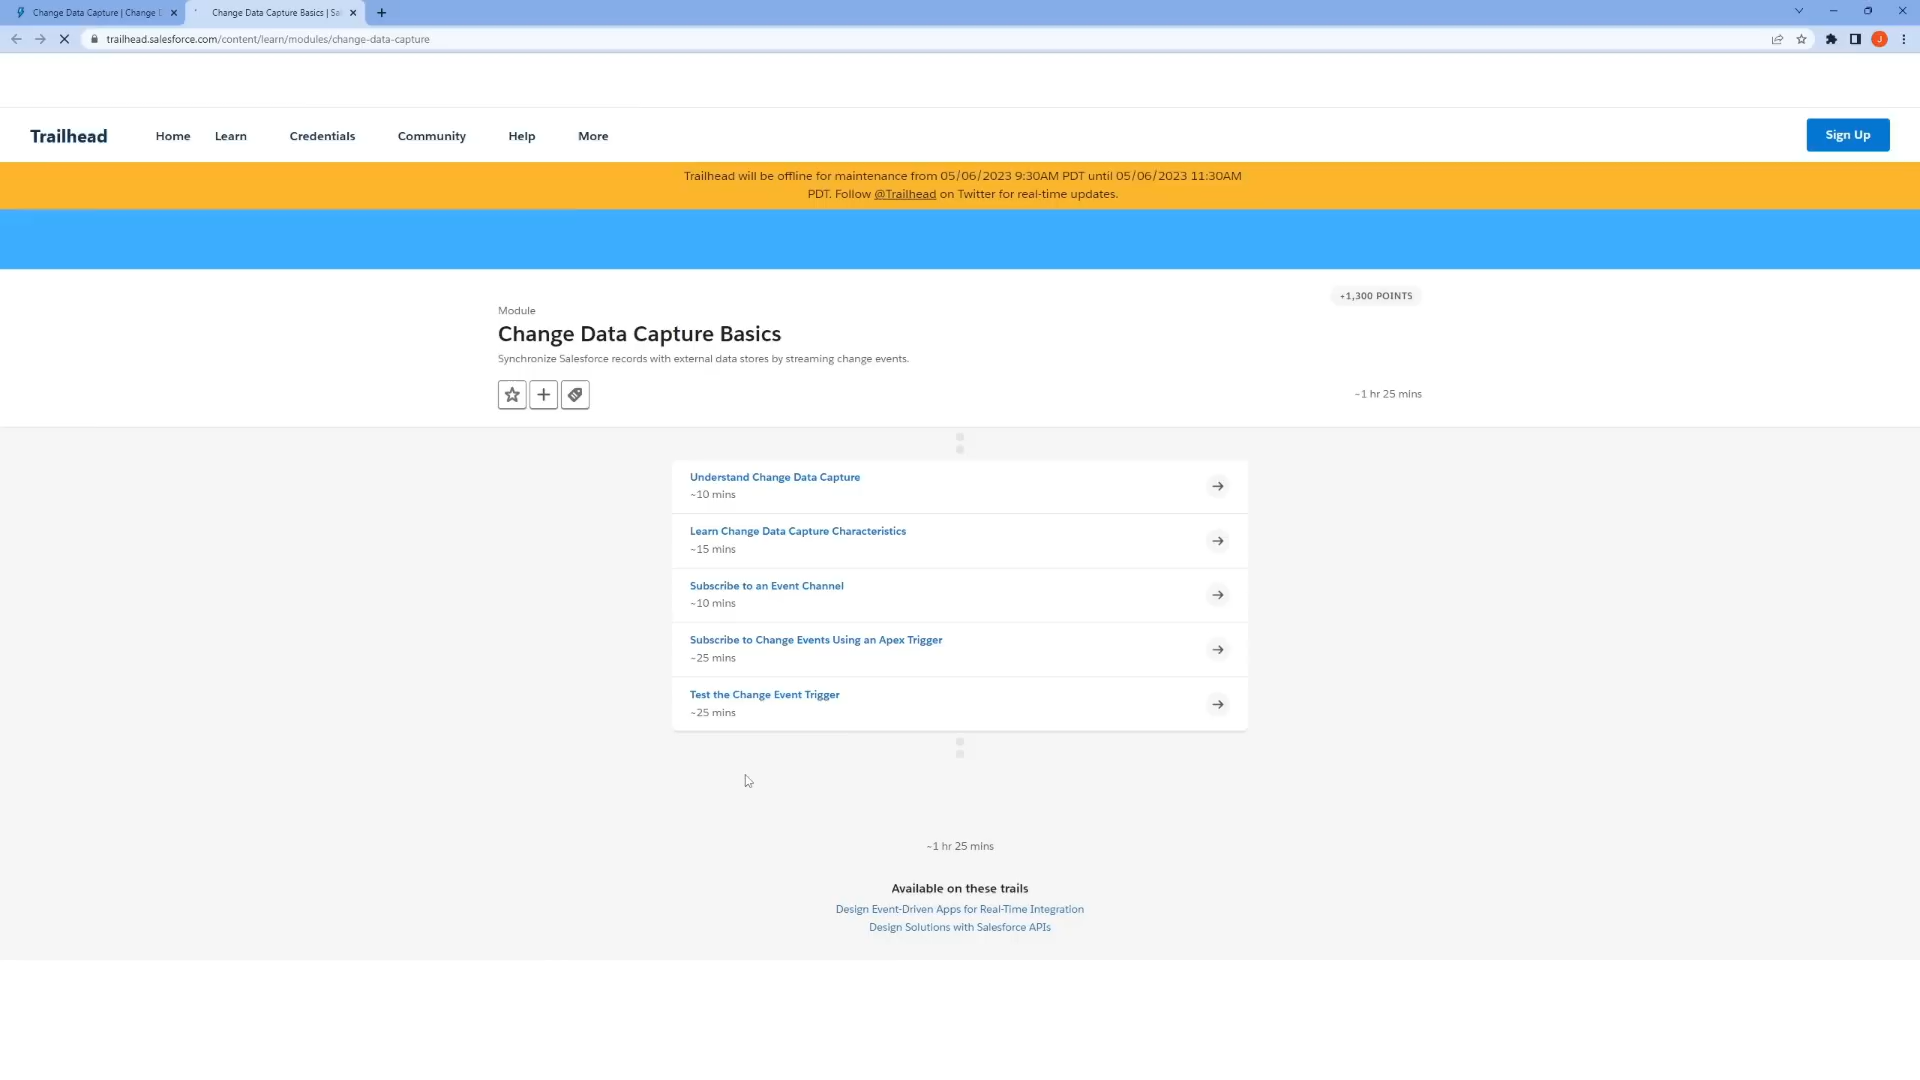 Change Data Capture | Change D
Change Data Capture Basics | Sa
trailhead.salesforce.com/content/learn/modules/change-data-capture
J
Trailhead
Home
Learn
Credentials
Community
Help
More
Sign Up
Trailhead will be offline for maintenance from 05/06/2023 9:30AM PDT until 05/06/2023 11:30AM
PDT. Follow @Trailhead on Twitter for real-time updates.
+1,300 POINTS
Module
Change Data Capture Basics
Synchronize Salesforce records with external data stores by streaming change events.
~1 hr 25 mins
Understand Change Data Capture
~10 mins
Learn Change Data Capture Characteristics
~15 mins
Subscribe to an Event Channel
~10 mins
Subscribe to Change Events Using an Apex Trigger
~25 mins
Test the Change Event Trigger
~25 mins
~1 hr 25 mins
Available on these trails
Design Event-Driven Apps for Real-Time Integration
Design Solutions with Salesforce APIs